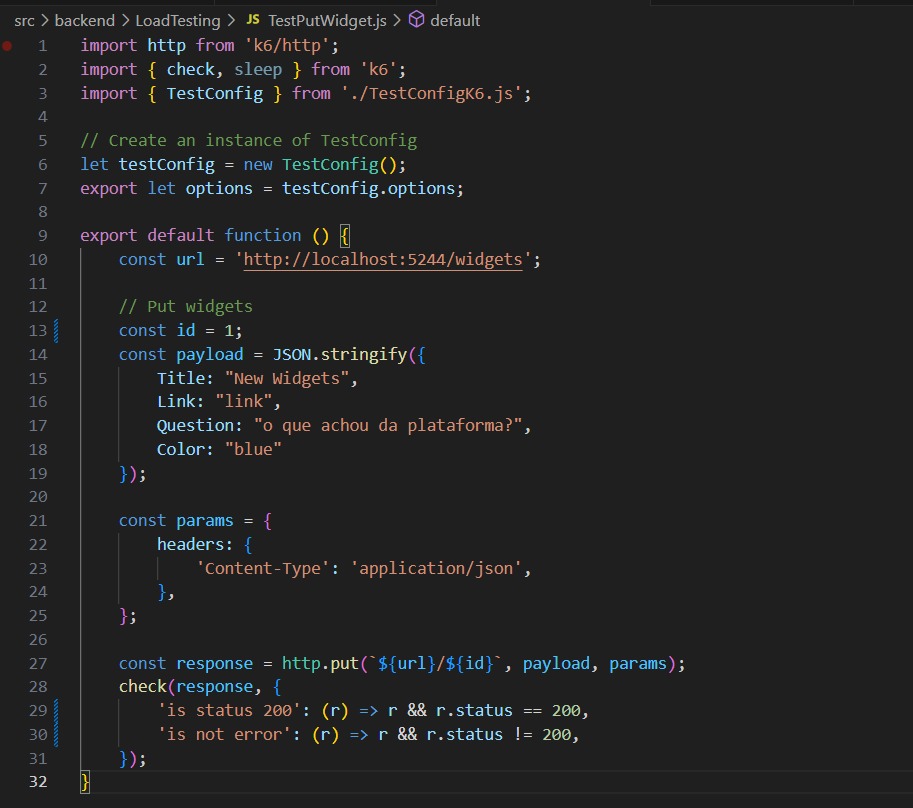 src > backend > LoadTesting > JS TestPutWidget.js > default
1 import http from 'k6/http';
2 import { check, sleep } from 'k6';
3 import { TestConfig } from './TestConfigK6.js';
4
5 // Create an instance of TestConfig
6 let testConfig = new TestConfig();
7 export let options = testConfig.options;
8
9 export default function () {
10     const url = 'http://localhost:5244/widgets';
11
12     // Put widgets
13     const id = 1;
14     const payload = JSON.stringify({
15         Title: "New Widgets",
16         Link: "link",
17         Question: "o que achou da plataforma?",
18         Color: "blue"
19     });
20
21     const params = {
22         headers: {
23             'Content-Type': 'application/json',
24         },
25     };
26
27     const response = http.put(`${url}/${id}`, payload, params);
28     check(response, {
29         'is status 200': (r) => r && r.status == 200,
30         'is not error': (r) => r && r.status != 200,
31     });
32 }